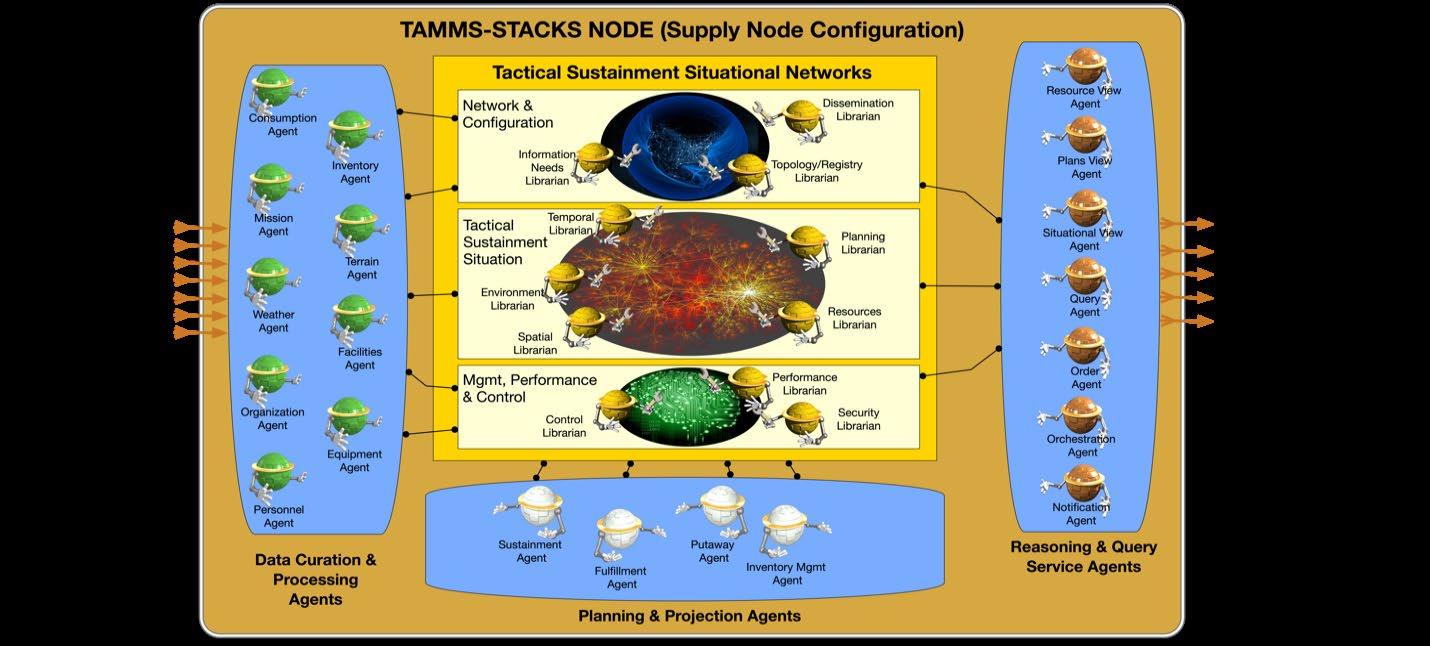 TAMMS-STACKS NODE (Supply Node Configuration)
Consumption
Agent
Inventory
Agent
Mission
Agent
Terrain
Agent
Weather
Agent
Facilities
Agent
Organization
Agent
Equipment
Agent
Personnel
Agent
Data Curation &
Processing
Agents
Tactical Sustainment Situational Networks
Network &
Configuration
Dissemination
Librarian
Information
Needs
Librarian
Topology/Registry
Librarian
Tactical
Sustainment
Situation
Temporal
Librarian
Planning
Librarian
Environment
Librarian
Spatial
Librarian
Resources
Librarian
Mgmt, Performance
& Control
Performance
Librarian
Control
Librarian
Security
Librarian
Sustainment
Agent
Fulfillment
Agent
Putaway
Agent
Inventory Mgmt
Agent
Planning & Projection Agents
Resource View
Agent
Plans View
Agent
Situational View
Agent
Query
Agent
Order
Agent
Orchestration
Agent
Notification
Agent
Reasoning & Query
Service Agents